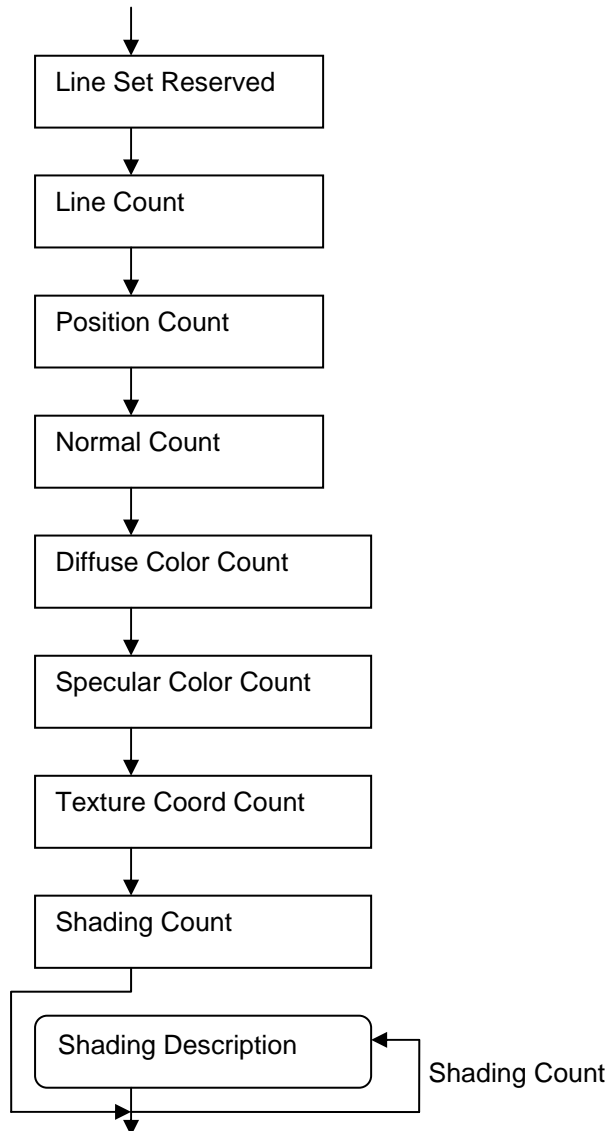 Line Set Reserved
Line Count
Position Count
Normal Count
Diffuse Color Count
Specular Color Count
Texture Coord Count
Shading Count
Shading Description
Shading Count